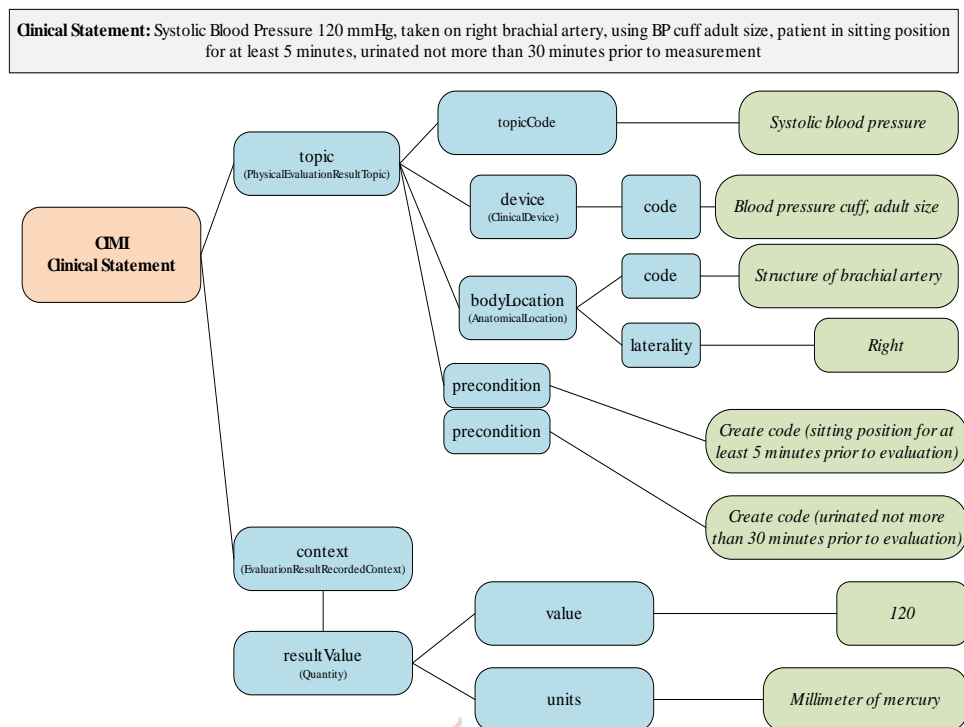 Clinical Statement: Systolic Blood Pressure 120 mmHg, taken on right brachial artery, using BP cuff adult size, patient in sitting position
for at least 5 minutes, urinated not more than 30 minutes prior to measurement
topicCode
Systolic blood pressure
topic
(PhysicalEvaluationResultTopic)
device
(ClinicalDevice)
code
Blood pressure cuff, adult size
CIMI
Clinical Statement
bodyLocation
(AnatomicalLocation)
code
Structure of brachial artery
laterality
Right
precondition
precondition
Create code (sitting position for at
least 5 minutes prior to evaluation)
Create code (urinated not more
than 30 minutes prior to evaluation)
context
(EvaluationResultRecordedContext)
value
120
resultValue
(Quantity)
units
Millimeter of mercury